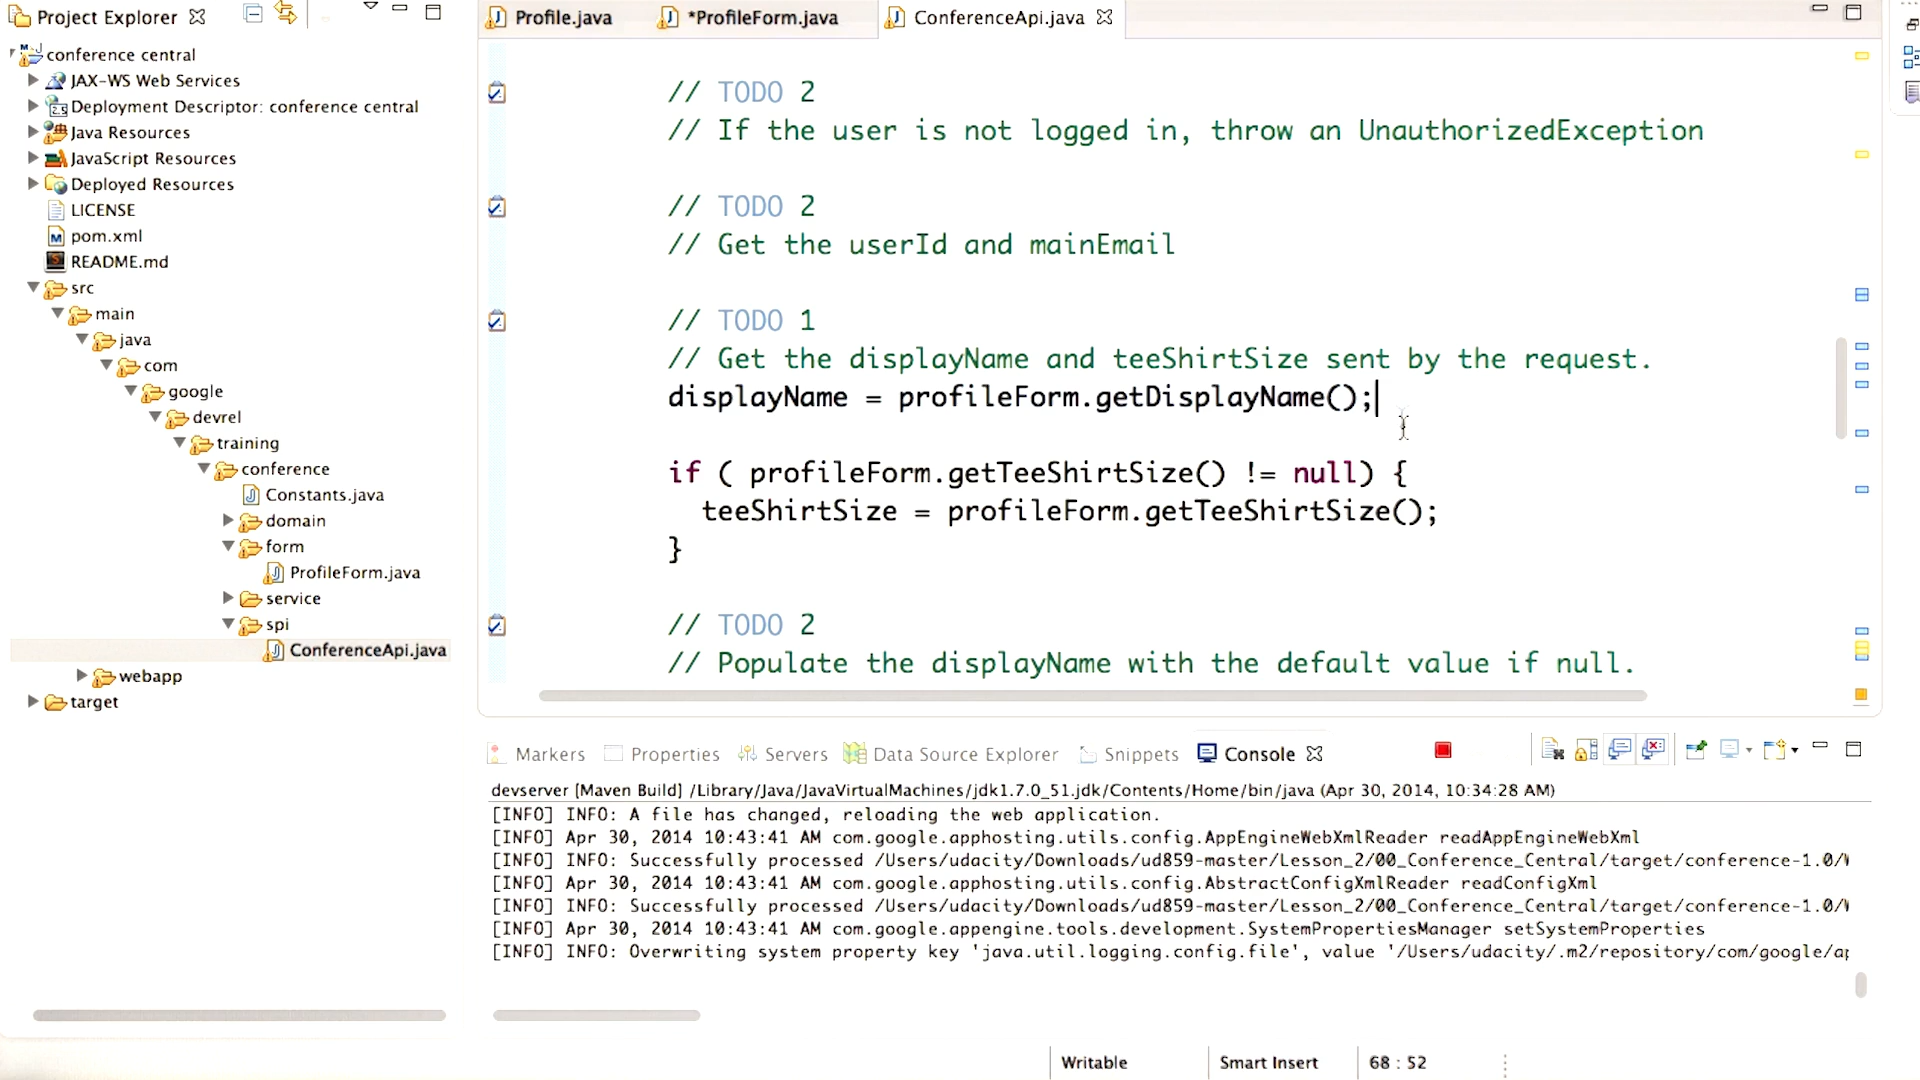 Project Explorer
conference central
JAX-WS Web Services
Deployment Descriptor: conference central
Java Resources
JavaScript Resources
Deployed Resources
LICENSE
pom.xml
README.md
src
main
java
com
google
devrel
training
conference
Constants.java
domain
form
ProfileForm.java
service
spi
ConferenceApi.java
webapp
target
Profile.java
*ProfileForm.java
ConferenceApi.java
// TODO 2
// If the user is not logged in, throw an UnauthorizedException
// TODO 2
// Get the userId and mainEmail
// TODO 1
// Get the displayName and teeShirtSize sent by the request.
displayName = profileForm.getDisplayName();
if ( profileForm.getTeeShirtSize() != null) {
teeShirtSize = profileForm.getTeeShirtSize();
}
// TODO 2
// Populate the displayName with the default value if null.
Markers
Properties
Servers
Data Source Explorer
Snippets
Console
devserver [Maven Build] /Library/Java/JavaVirtualMachines/jdk1.7.0_51.jdk/Contents/Home/bin/java (Apr 30, 2014, 10:34:28 AM)
[INFO] INFO: A file has changed, reloading the web application.
[INFO] Apr 30, 2014 10:43:41 AM com.google.apphosting.utils.config.AppEngineWebXmlReader readAppEngineWebXml
[INFO] INFO: Successfully processed /Users/udacity/Downloads/ud859-master/Lesson_2/00_Conference_Central/target/conference-1.0/
[INFO] Apr 30, 2014 10:43:41 AM com.google.apphosting.utils.config.AbstractConfigXmlReader readConfigXml
[INFO] INFO: Successfully processed /Users/udacity/Downloads/ud859-master/Lesson_2/00_Conference_Central/target/conference-1.0/
[INFO] Apr 30, 2014 10:43:41 AM com.google.appengine.tools.development.SystemPropertiesManager setSystemProperties
[INFO] INFO: Overwriting system property key 'java.util.logging.config.file', value '/Users/udacity/.m2/repository/com/google/ap
Writable
Smart Insert
68 : 52